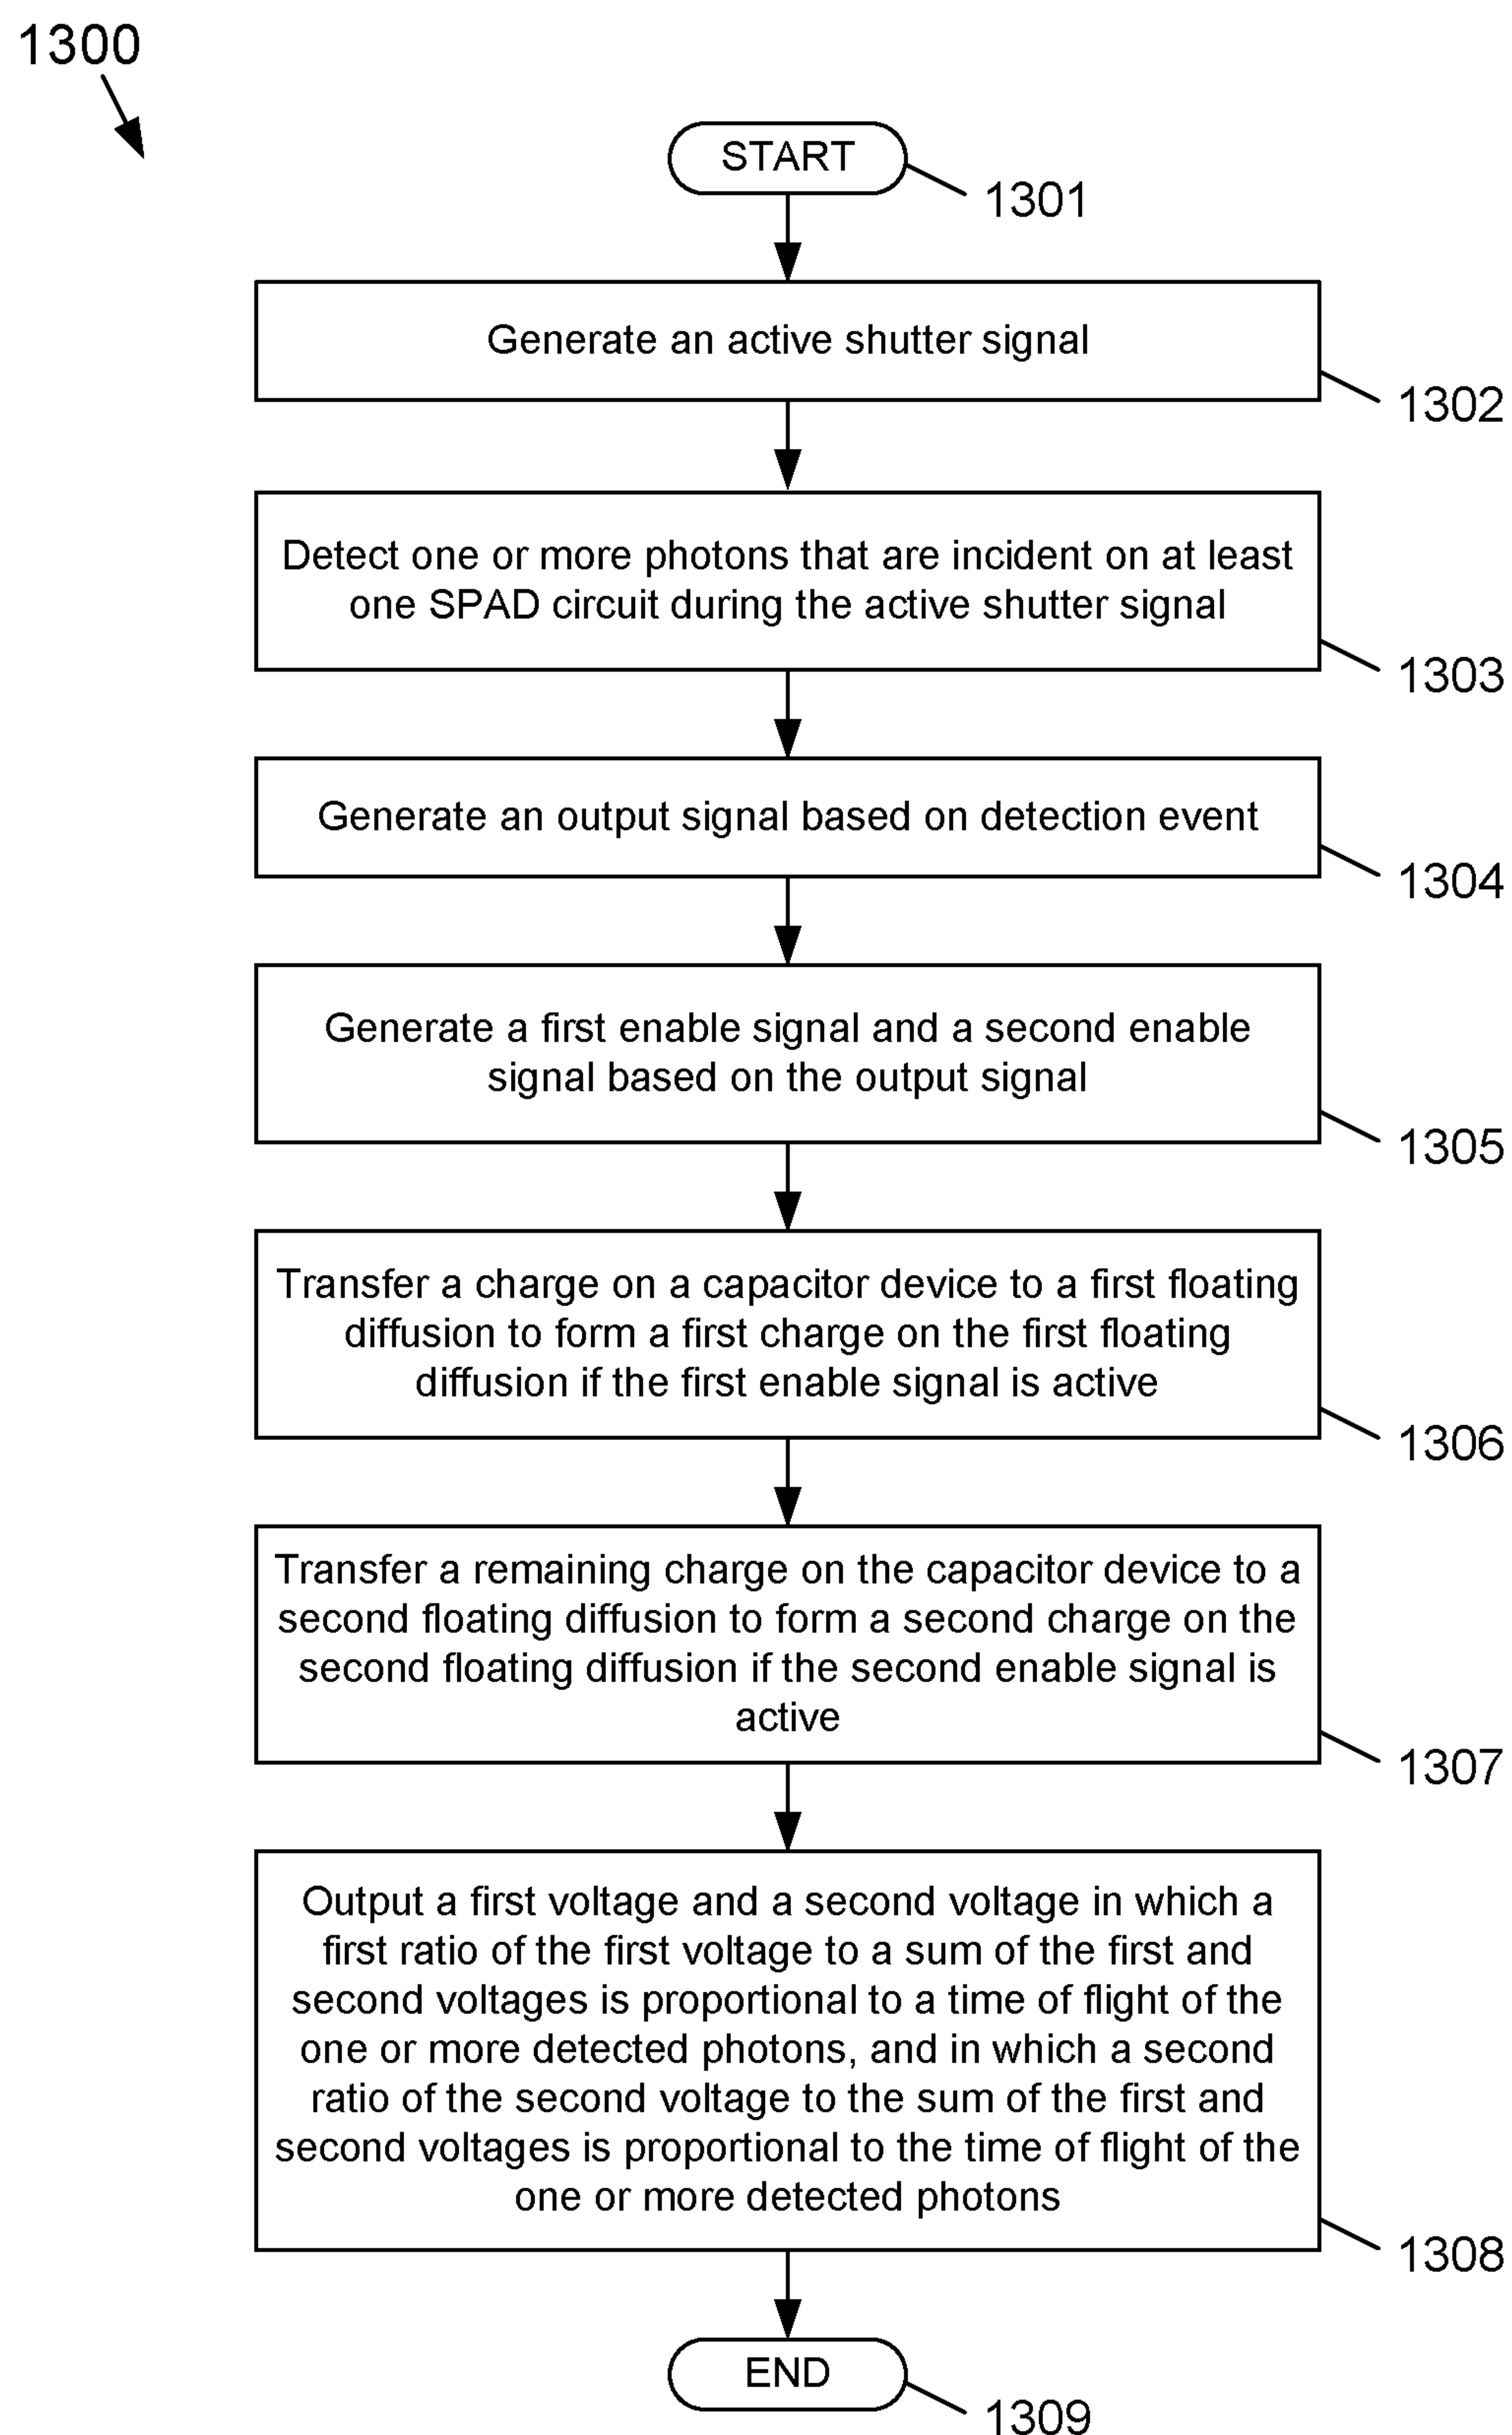 1300
START
1301
Generate an active shutter signal
1302
Detect one or more photons that are incident on at least
one SPAD circuit during the active shutter signal
1303
Generate an output signal based on detection event
1304
Generate a first enable signal and a second enable
signal based on the output signal
1305
Transfer a charge on a capacitor device to a first floating
diffusion to form a first charge on the first floating
diffusion if the first enable signal is active
1306
Transfer a remaining charge on the capacitor device to a
second floating diffusion to form a second charge on the
second floating diffusion if the second enable signal is
active
1307
Output a first voltage and a second voltage in which a
first ratio of the first voltage to a sum of the first and
second voltages is proportional to a time of flight of the
one or more detected photons, and in which a second
ratio of the second voltage to the sum of the first and
second voltages is proportional to the time of flight of the
one or more detected photons
1308
END
1309